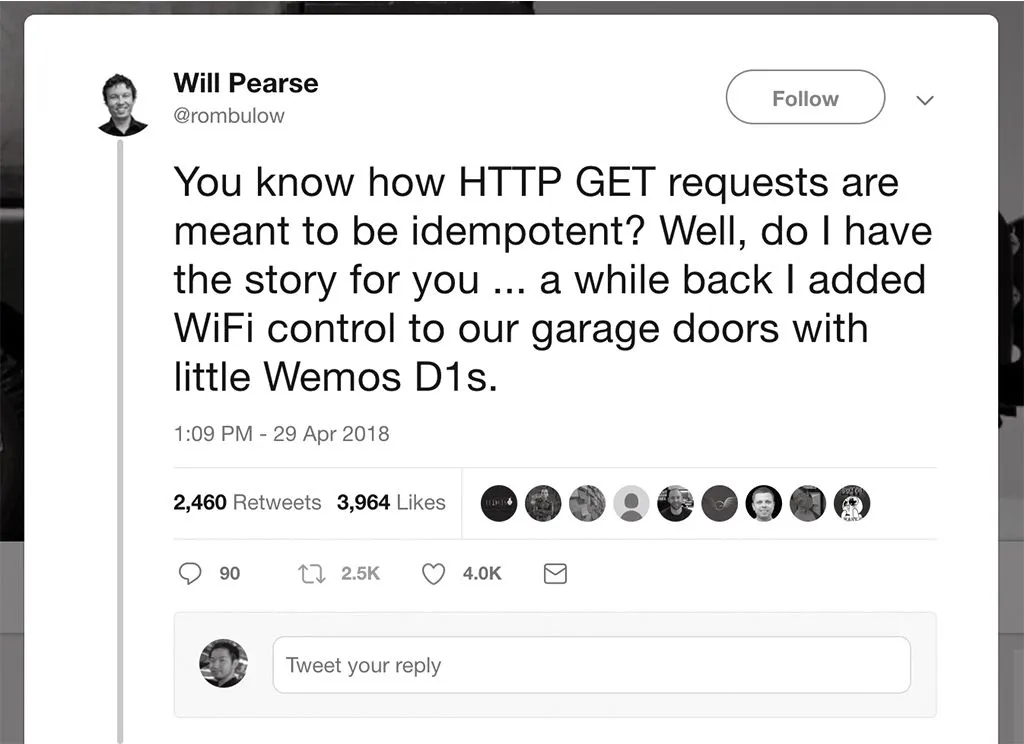 Will Pearse
@rombulow
Follow
You know how HTTP GET requests are
meant to be idempotent? Well, do I have
the story for you ... a while back I added
WiFi control to our garage doors with
little Wemos D1s.
1:09 PM - 29 Apr 2018
2,460 Retweets 3,964 Likes
90 2.5K 4.0K
Tweet your reply